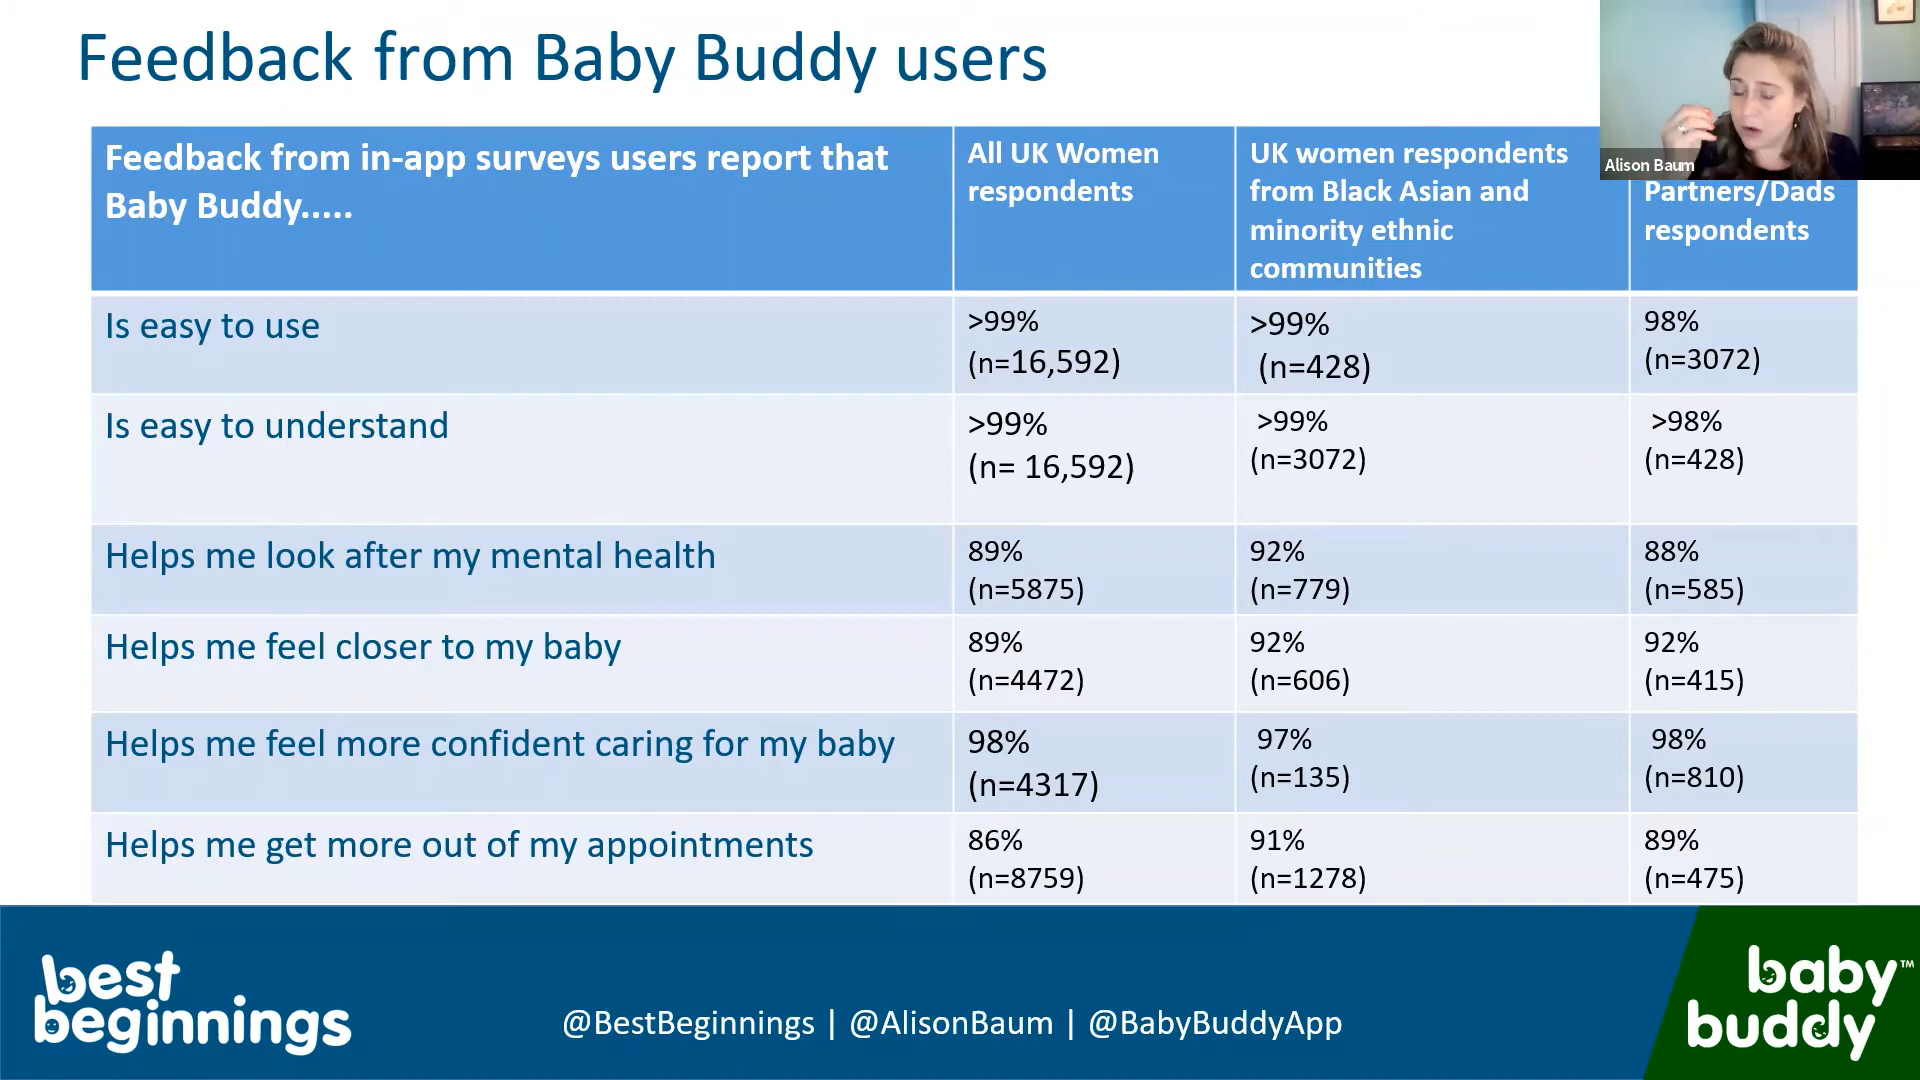 Feedback from Baby Buddy users
Alison Baum
Feedback from in-app surveys users report that
Baby Buddy.....
All UK Women
respondents
UK women respondents
from Black Asian and
minority ethnic
communities
Partners/Dads
respondents
Is easy to use
>99%
(n=16,592)
>99%
(n=428)
98%
(n=3072)
Is easy to understand
>99%
(n= 16,592)
>99%
(n=3072)
>98%
(n=428)
Helps me look after my mental health
89%
(n=5875)
92%
(n=779)
88%
(n=585)
Helps me feel closer to my baby
89%
(n=4472)
92%
(n=606)
92%
(n=415)
Helps me feel more confident caring for my baby
98%
(n=4317)
97%
(n=135)
98%
(n=810)
Helps me get more out of my appointments
86%
(n=8759)
91%
(n=1278)
89%
(n=475)
best
beginnings
@BestBeginnings | @AlisonBaum | @BabyBuddyApp
baby™
buddy